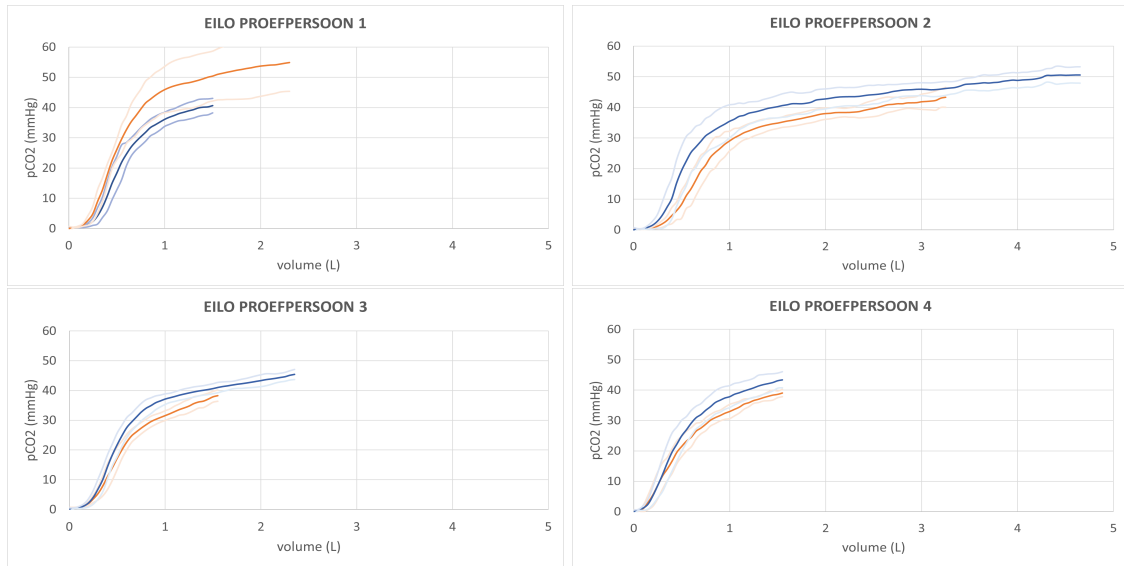 EILO PROEFPERSOON 1
60
50
40
30
20
10
0
pCO2 (mmHg)
0 1 2 3 4 5
volume (L)
EILO PROEFPERSOON 2
60
50
40
30
20
10
0
pCO2 (mmHg)
0 1 2 3 4 5
volume (L)
EILO PROEFPERSOON 3
60
50
40
30
20
10
0
pCO2 (mmHg)
0 1 2 3 4 5
volume (L)
EILO PROEFPERSOON 4
60
50
40
30
20
10
0
pCO2 (mmHg)
0 1 2 3 4 5
volume (L)